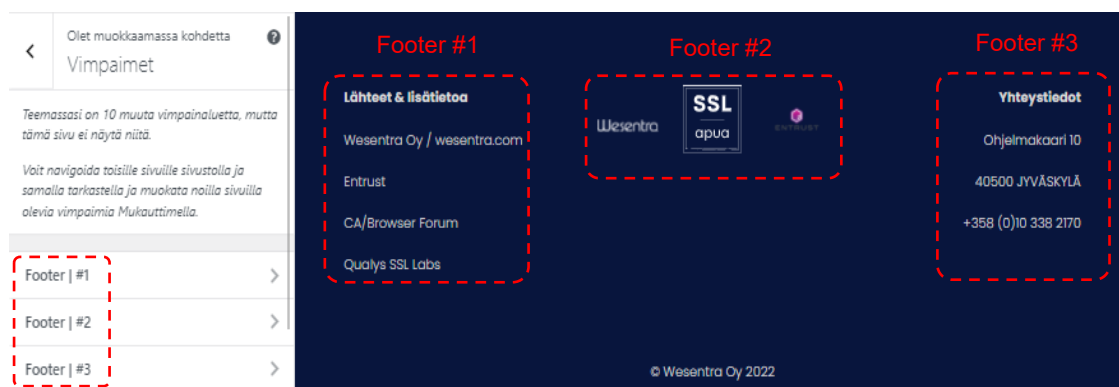 Olet muokkaamassa kohdetta
Vimpaimet
Teemassasi on 10 muuta vimpainaluetta, mutta
tämä sivu ei näytä niitä.
Voit navigoida toisille sivuille sivustolla ja
samalla tarkastella ja muokata noilla sivuilla
olevia vimpaimia Mukauttimella.
Footer | #1
Footer | #2
Footer | #3
Footer #1
Lähteet & lisätietoa
Wesentra Oy / wesentra.com
Entrust
CA/Browser Forum
Qualys SSL Labs
Footer #2
Wesentra
SSL
apua
ENTRUST
Footer #3
Yhteystiedot
Ohjelmakaari 10
40500 JYVÄSKYLÄ
+358 (0)10 338 2170
© Wesentra Oy 2022